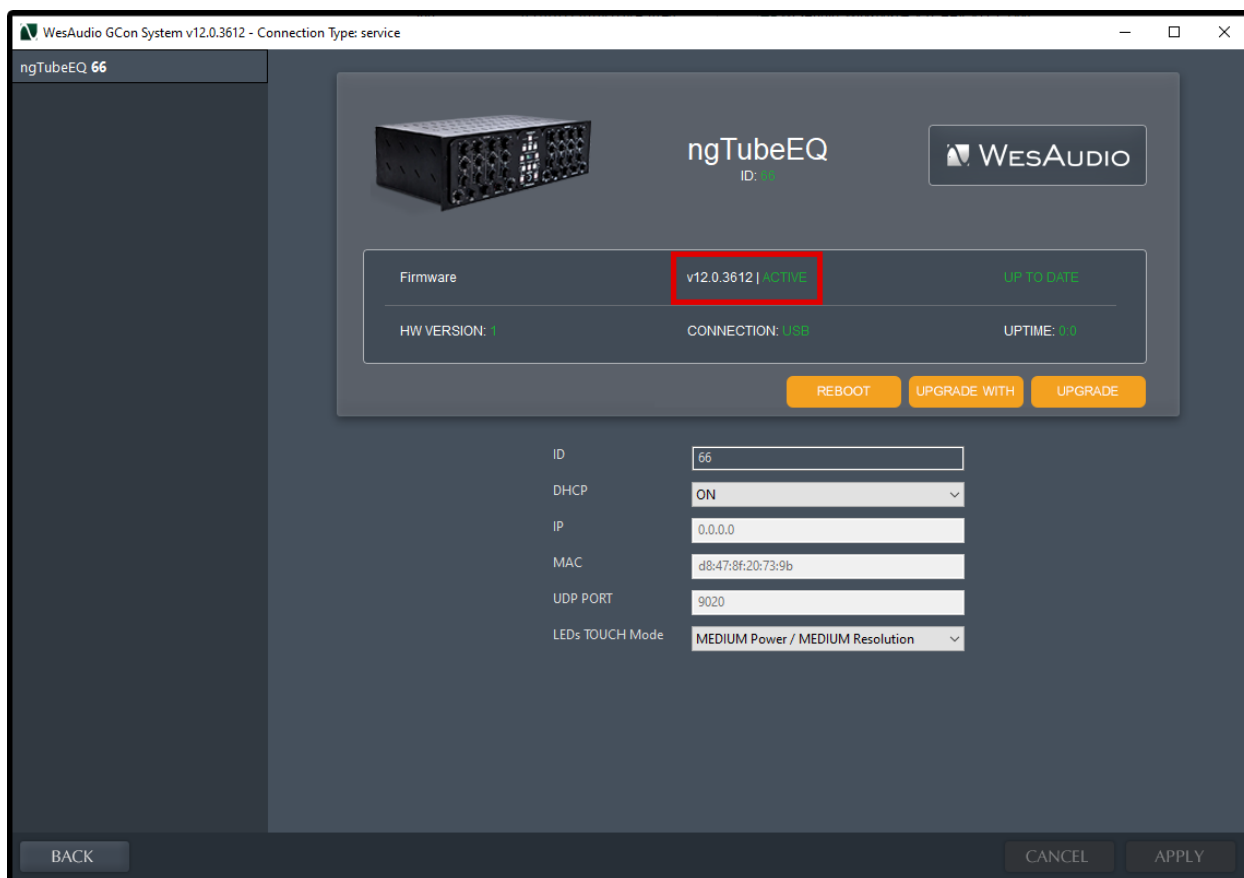 WesAudio GCon System v12.0.3612 - Connection Type: service
ngTubeEQ 66
ngTubeEQ
ID: 66
WESAUDIO
Firmware
v12.0.3612 | ACTIVE
UP TO DATE
HW VERSION: 1
CONNECTION: USB
UPTIME: 0:0
REBOOT
UPGRADE WITH
UPGRADE
ID
66
DHCP
ON
IP
0.0.0.0
MAC
d8:47:8f:20:73:9b
UDP PORT
9020
LEDs TOUCH Mode
MEDIUM Power / MEDIUM Resolution
BACK
CANCEL
APPLY